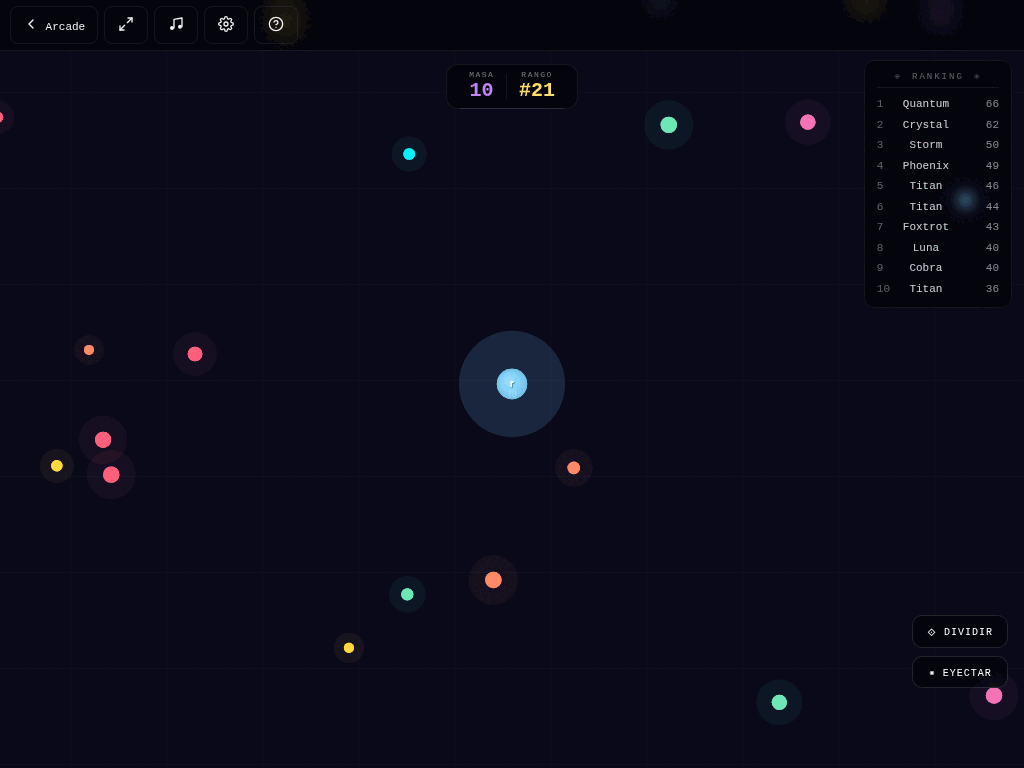 Arcade
MASA
RANGO
10
#21
RANKING
1 Quantum 66
2 Crystal 62
3 Storm 50
4 Phoenix 49
5 Titan 46
6 Titan 44
7 Foxtrot 43
8 Luna 40
9 Cobra 40
10 Titan 36
r
DIVIDIR
EYECTAR